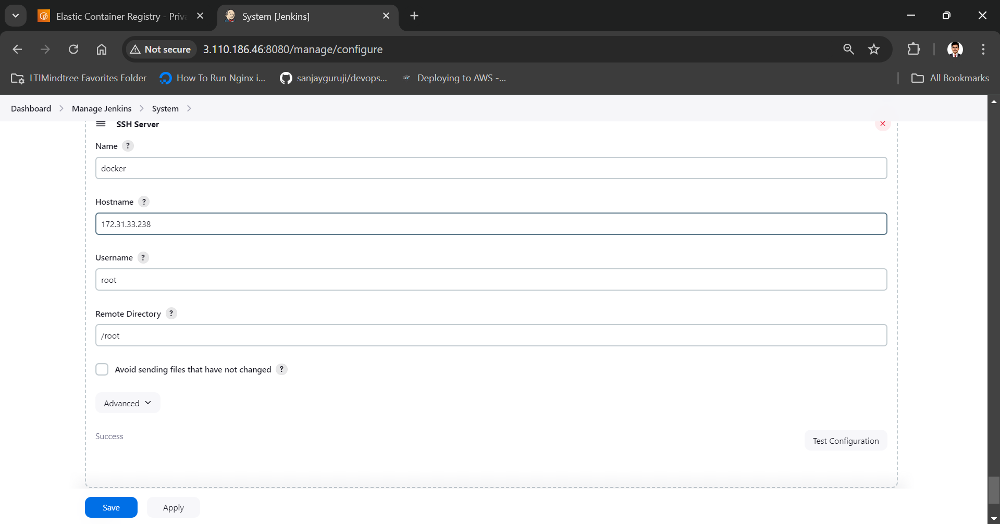 Elastic Container Registry - Priva
System [Jenkins]
Not secure
3.110.186.46:8080/manage/configure
LTIMindtree Favorites Folder
How To Run Nginx i...
sanjayguruji/devops...
Deploying to AWS -...
All Bookmarks
Dashboard > Manage Jenkins > System >
SSH Server
Name ?
docker
Hostname ?
172.31.33.238
Username ?
root
Remote Directory ?
/root
Avoid sending files that have not changed ?
Advanced
Success
Test Configuration
Save
Apply